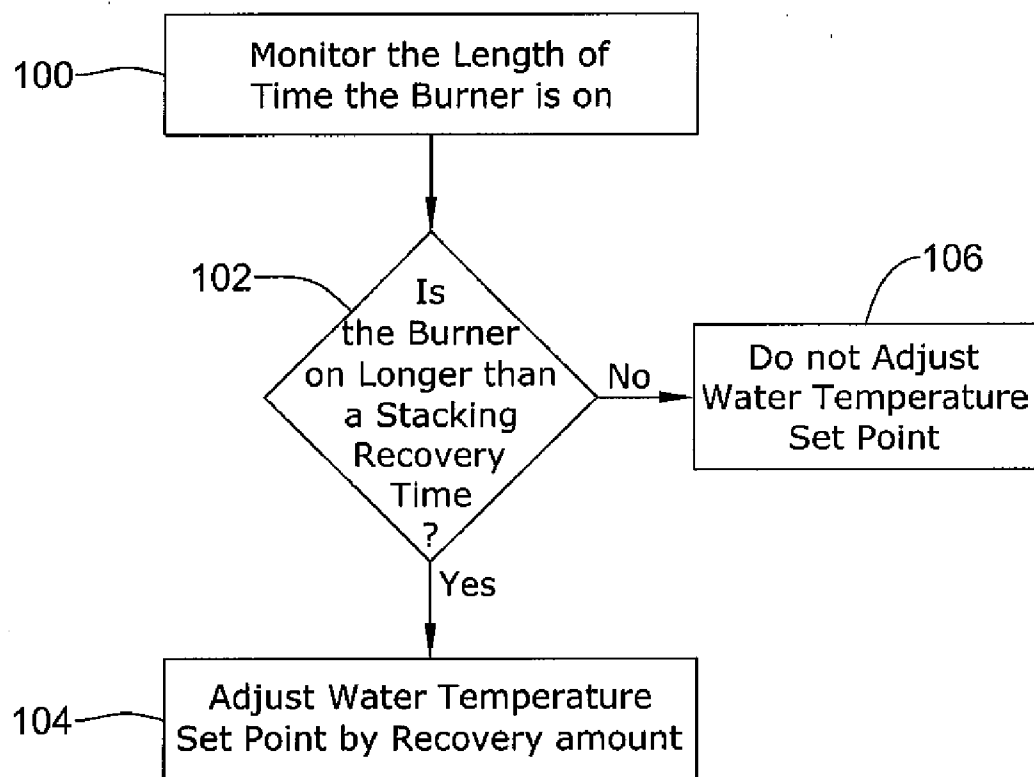 100
Monitor the Length of
Time the Burner is on
102
Is
the Burner
on Longer than
a Stacking
Recovery
Time
?
No
106
Do not Adjust
Water Temperature
Set Point
Yes
104
Adjust Water Temperature
Set Point by Recovery amount